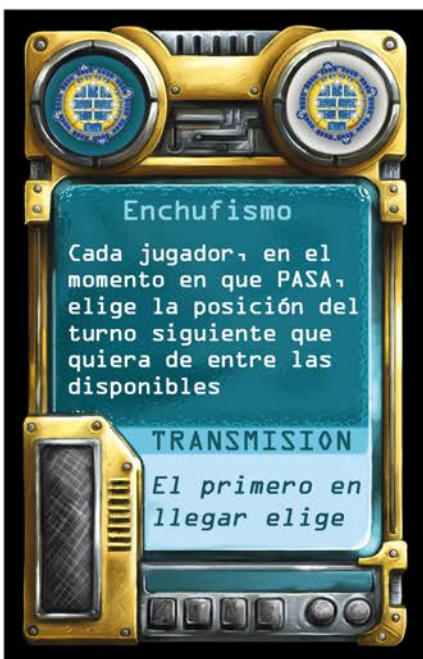 Enchufismo
Cada jugador, en el
momento en que PASA,
elige la posición del
turno siguiente que
quiera de entre las
disponibles
TRANSMISION
El primero en
llegar elige